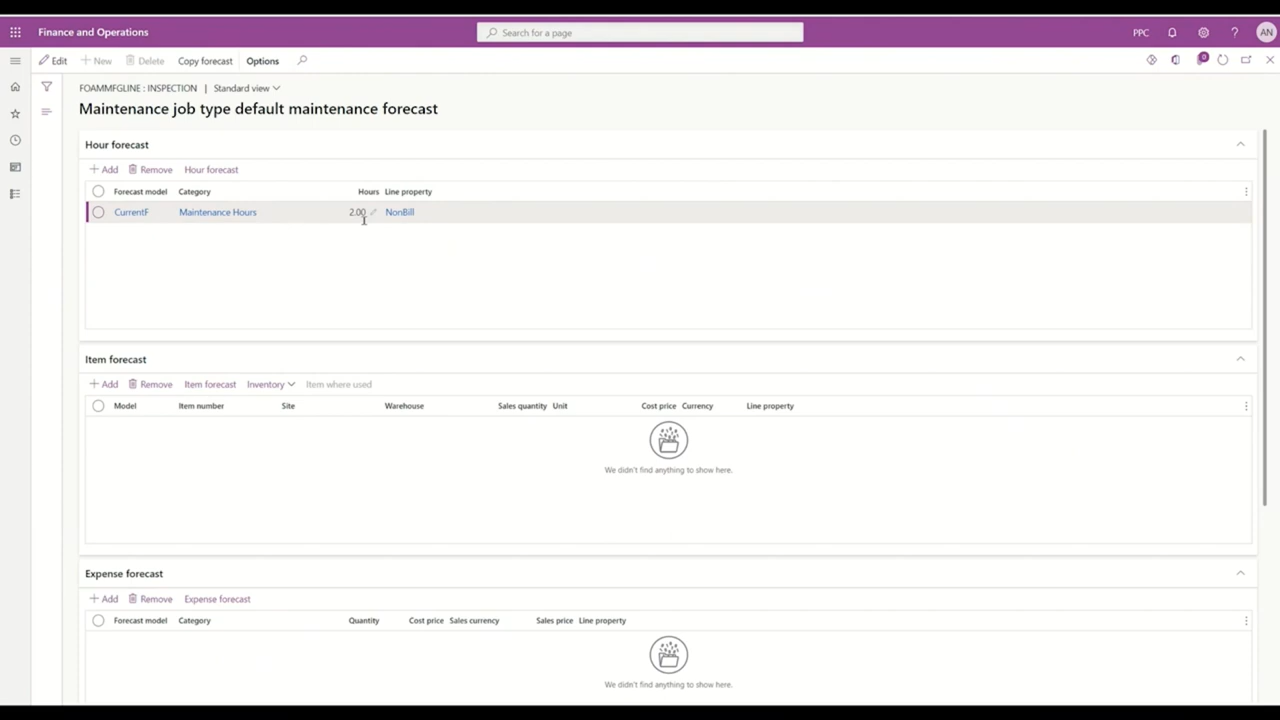 Finance and Operations
Search for a page
PPC
AN
Edit
New
Delete
Copy forecast
Options
0
FOAMMFGLINE : INSPECTION | Standard view
Maintenance job type default maintenance forecast
Hour forecast
Add
Remove
Hour forecast
Forecast model Category Hours Line property
CurrentF Maintenance Hours 2.00 NonBill
Item forecast
Add
Remove
Item forecast
Inventory
Item where used
Model Item number Site Warehouse Sales quantity Unit Cost price Currency Line property
We didn't find anything to show here.
Expense forecast
Add
Remove
Expense forecast
Forecast model Category Quantity Cost price Sales currency Sales price Line property
We didn't find anything to show here.